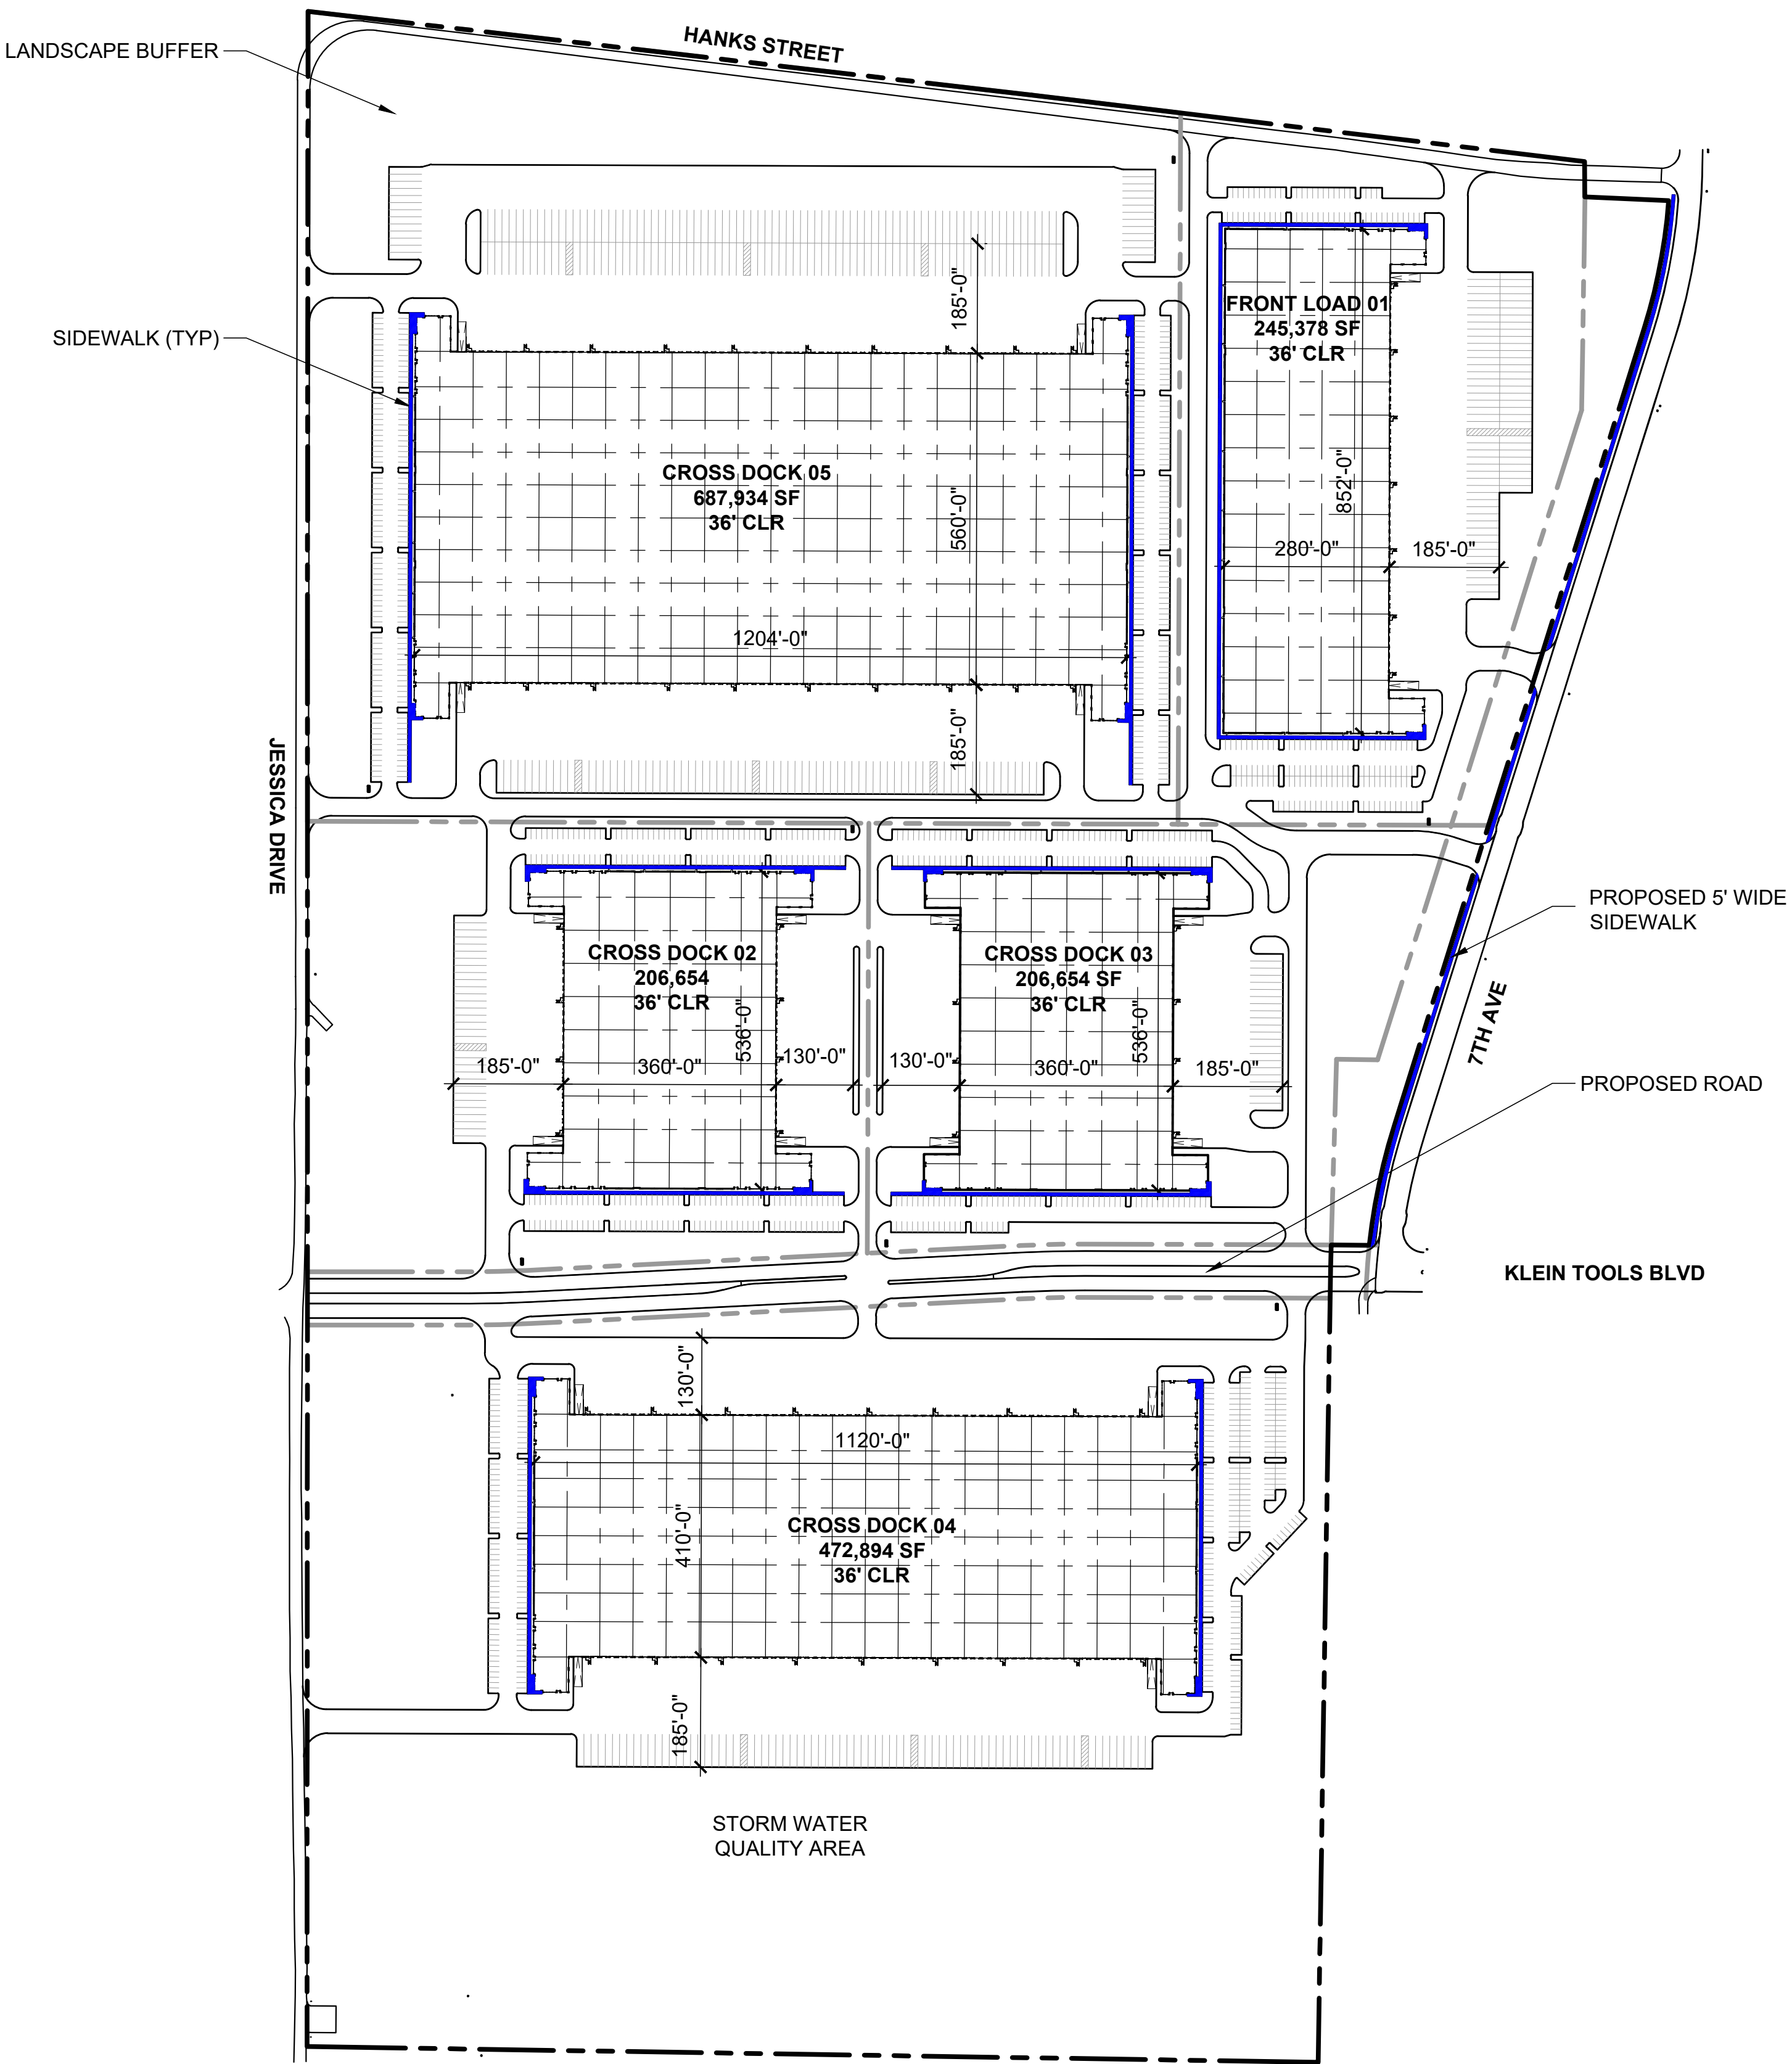 HANKS STREET
LANDSCAPE BUFFER
185'-0"
FRONT LOAD 01
245,378 SF
36' CLR
SIDEWALK (TYP)
CROSS DOCK 05
687,934 SF
36' CLR
560'-0"
852'-0"
280'-0"
185'-0"
1204'-0"
185'-0"
JESSICA DRIVE
PROPOSED 5' WIDE
SIDEWALK
CROSS DOCK 02
206,654
36' CLR
CROSS DOCK 03
206,654 SF
36' CLR
536'-0"
536'-0"
7TH AVE
185'-0"
360'-0"
130'-0"
130'-0"
360'-0"
185'-0"
PROPOSED ROAD
KLEIN TOOLS BLVD
130'-0"
1120'-0"
410'-0"
CROSS DOCK 04
472,894 SF
36' CLR
185'-0"
STORM WATER
QUALITY AREA